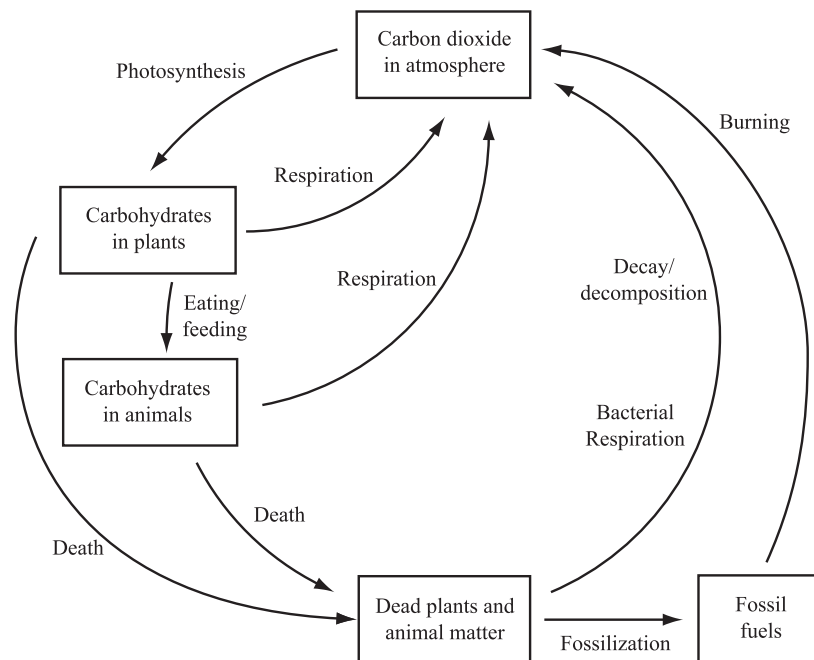 Carbon dioxide
in atmosphere
Photosynthesis
Burning
Respiration
Carbohydrates
in plants
Respiration
Decay/
decomposition
Eating/
feeding
Carbohydrates
in animals
Bacterial
Respiration
Death
Death
Dead plants and
animal matter
Fossilization
Fossil
fuels